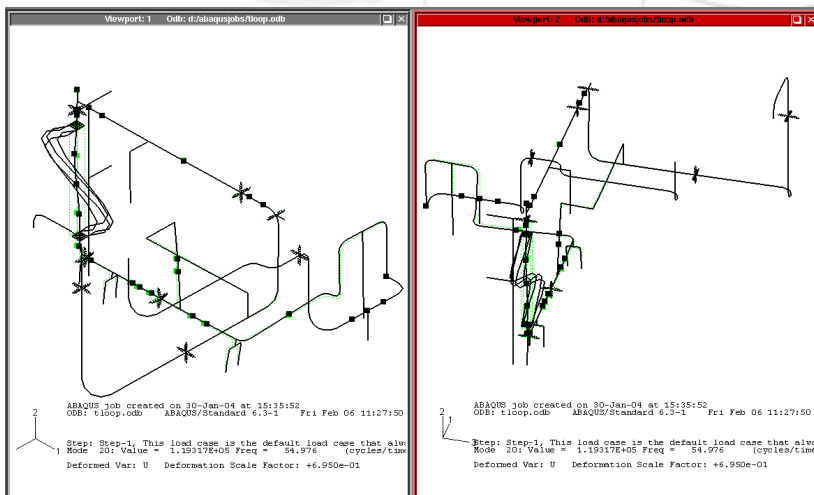 Viewport: 1 Odb: d:/abaqusjobs/tloop.odb
ABAQUS job created on 30-Jan-04 at 15:35:52
ODB: tloop.odb ABAQUS/Standard 6.3-1 Fri Feb 06 11:27:50
2
1
Step: Step-1, This load case is the default load case that
Mode 20: Value = 1.19317E+05 Freq = 54.976 (cycles/time
Deformed Var: U Deformation Scale Factor: +6.950e-01
Viewport: 2 Odb: d:/abaqusjobs/tloop.odb
ABAQUS job created on 30-Jan-04 at 15:35:52
ODB: tloop.odb ABAQUS/Standard 6.3-1 Fri Feb 06 11:27:50
2
1
3
Step: Step-1, This load case is the default load case that
Mode 20: Value = 1.19317E+05 Freq = 54.976 (cycles/time
Deformed Var: U Deformation Scale Factor: +6.950e-01